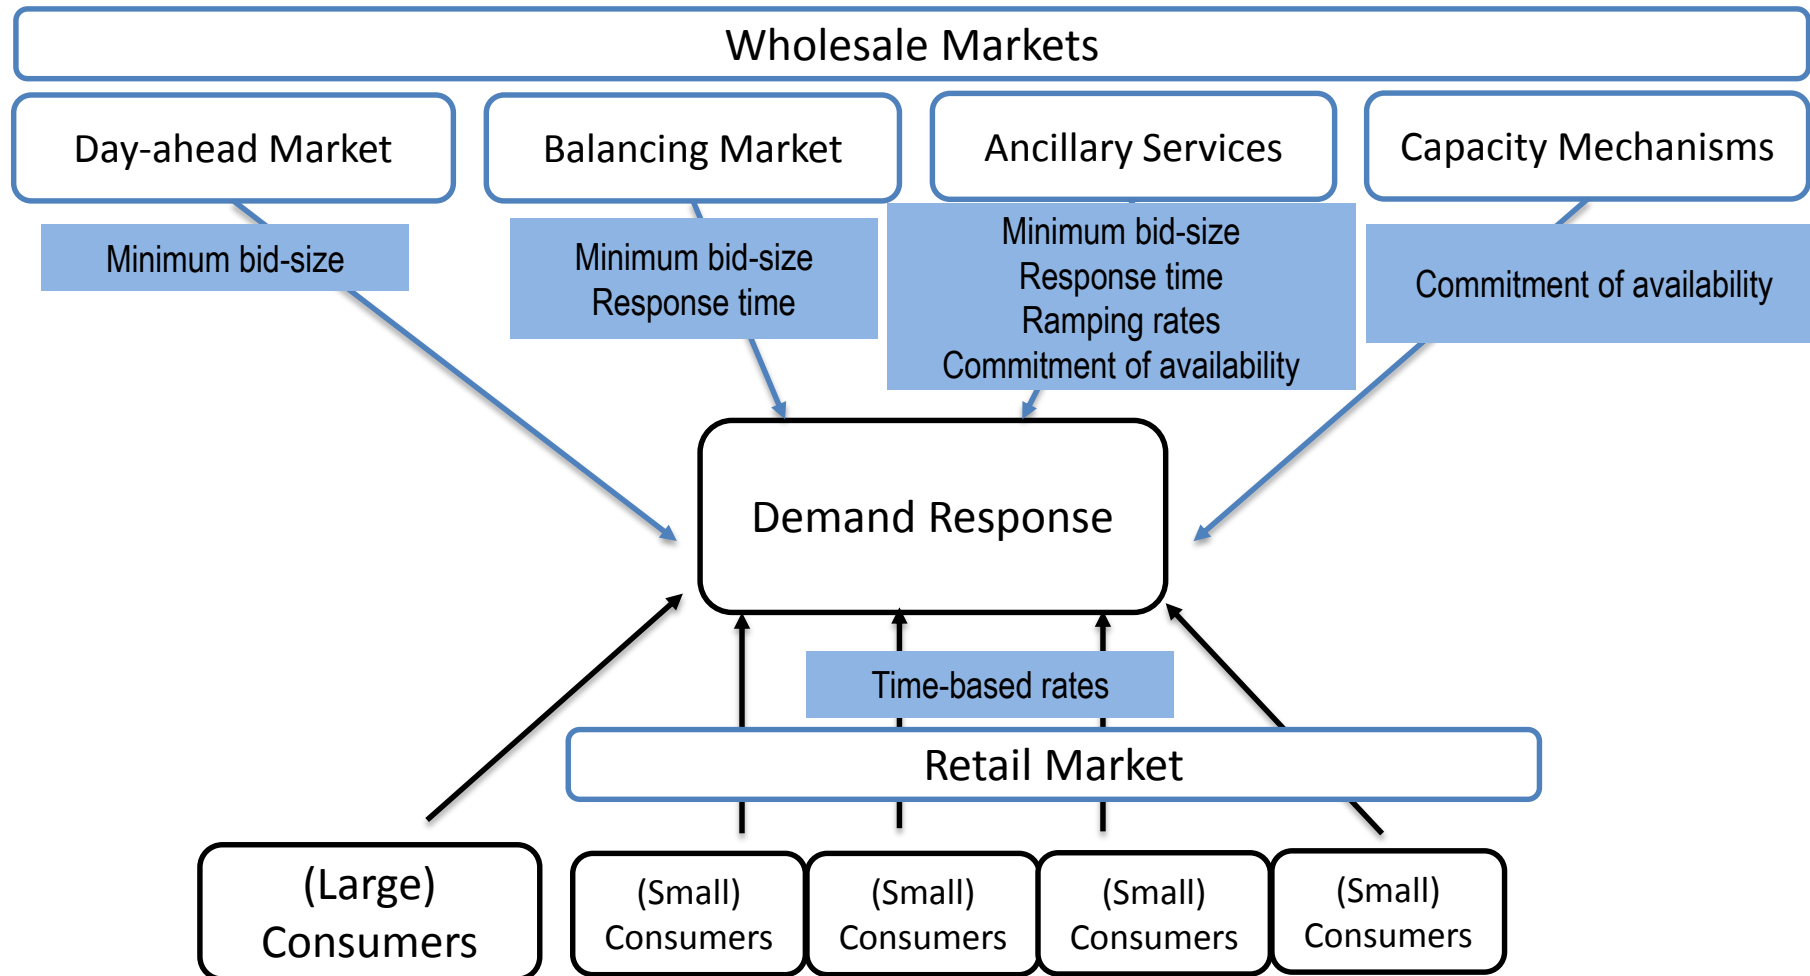 Wholesale Markets
Day-ahead Market
Balancing Market
Ancillary Services
Capacity Mechanisms
Minimum bid-size
Minimum bid-size
Response time
Minimum bid-size
Response time
Ramping rates
Commitment of availability
Commitment of availability
Demand Response
Time-based rates
Retail Market
(Large)
Consumers
(Small)
Consumers
(Small)
Consumers
(Small)
Consumers
(Small)
Consumers